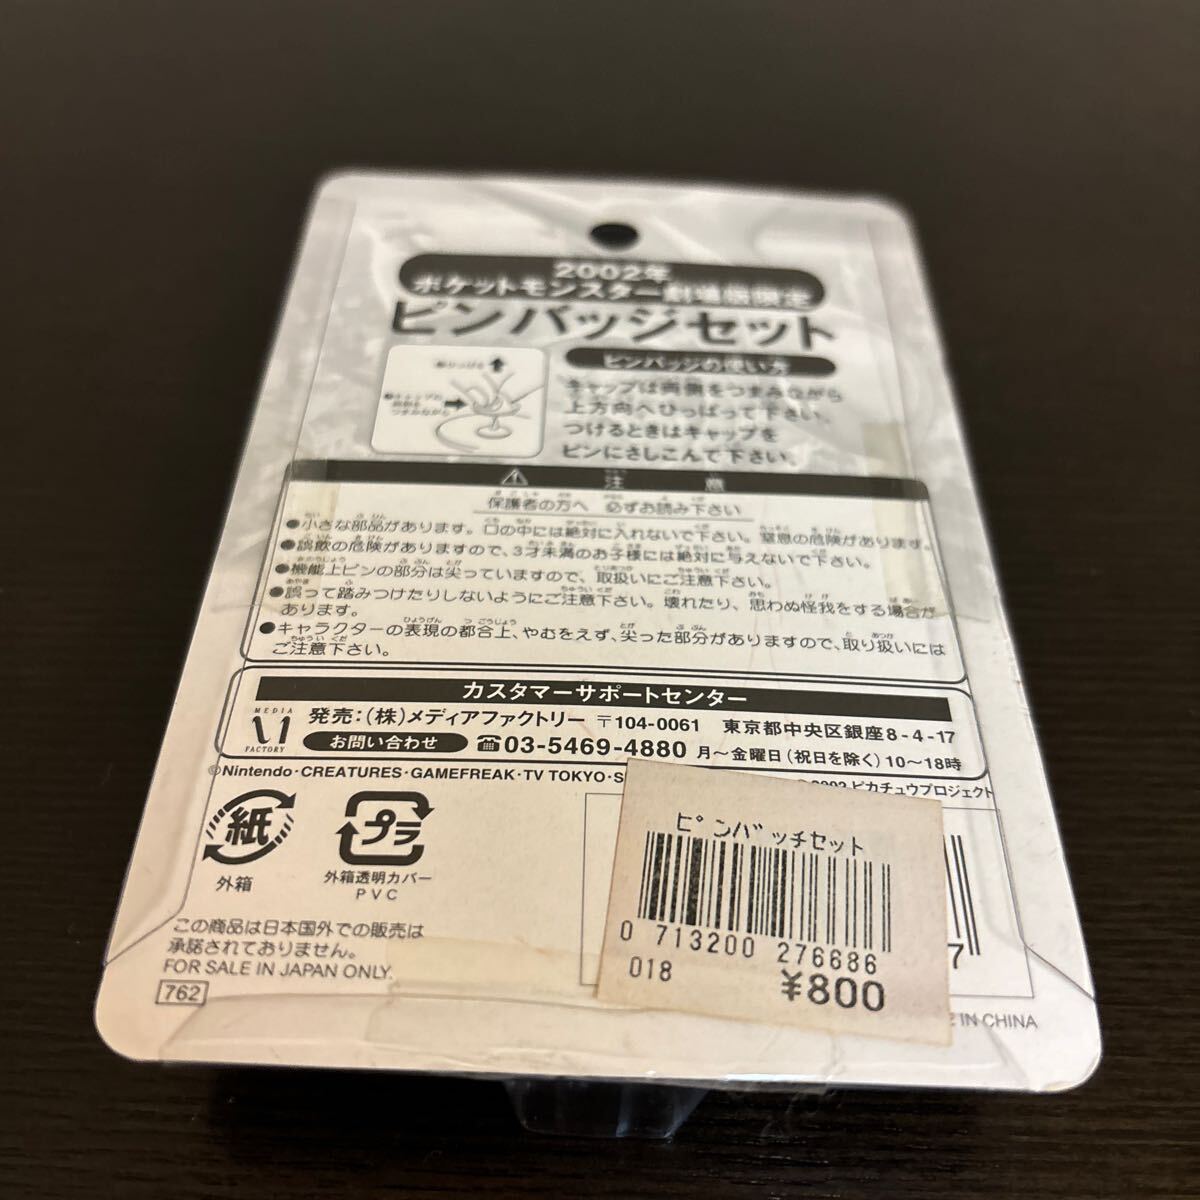 2002年
ポケットモンスター劇場版限定
ピンバッジセット
ピンバッジの使い方
キャップは両側をつまみながら
上方向へひっぱって下さい。
つけるときはキャップを
ピンにさしこんで下さい。
注 意
保護者の方へ 必ずお読み下さい
●小さな部品があります。口の中には絶対に入れないで下さい。窒息の危険があります。
●誤飲の危険がありますので、3才未満のお子様には絶対に与えないで下さい。
●機能上ピンの部分は尖っていますので、取扱いにご注意下さい。
●誤って踏みつけたりしないようにご注意下さい。壊れたり、思わぬ怪我をする場合が
あります。
●キャラクターの表現の都合上、やむをえず、尖った部分がありますので、取り扱いには
ご注意下さい。
カスタマーサポートセンター
MEDIA
FACTORY
発売:(株)メディアファクトリー 〒104-0061 東京都中央区銀座8-4-17
お問い合わせ ☎03-5469-4880 月〜金曜日(祝日を除く)10〜18時
©Nintendo・CREATURES・GAMEFREAK・TV TOKYO・S
ピカチュウプロジェクト
紙
外箱
プラ
外箱透明カバー
PVC
この商品は日本国外での販売は
承諾されておりません。
FOR SALE IN JAPAN ONLY.
762
ピンバッチセット
0 713200 276686
018
¥800
7
IN CHINA